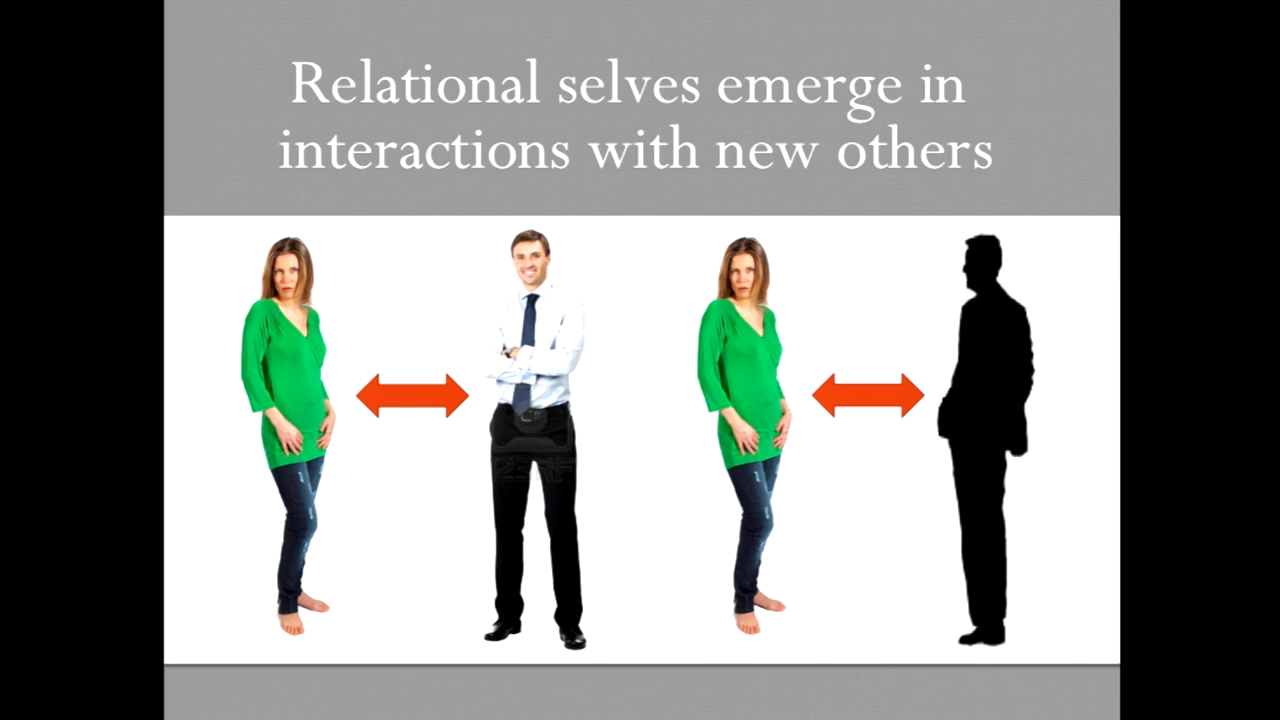 Relational selves emerge in
interactions with new others